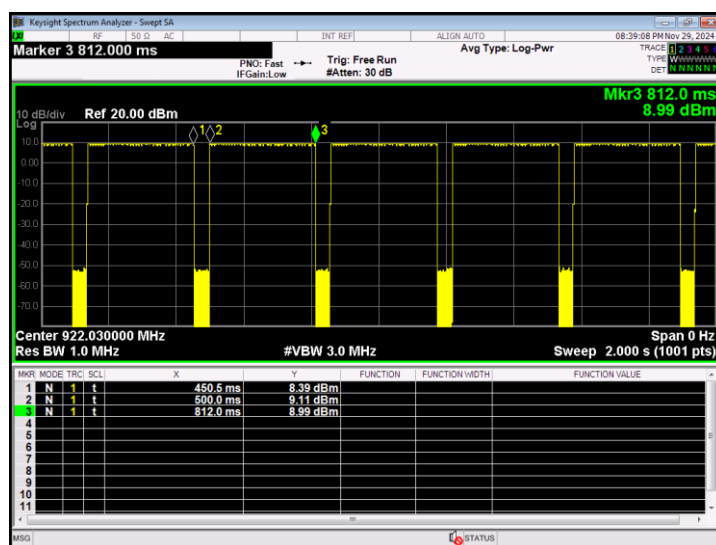 Keysight Spectrum Analyzer - Swept SA
RF 50 Ω AC INT REF ALIGN AUTO 08:39:08 PM Nov 29, 2024
Marker 3 812.000 ms
PNO: Fast Trig: Free Run Avg Type: Log-Pwr TRACE 1 2 3 4 5 6
IFGain:Low #Atten: 30 dB TYPE WWWWWW
DET N N N N N N
Mkr3 812.0 ms
8.99 dBm
10 dB/div Ref 20.00 dBm
Log
1 2 3
10.0
0.00
-10.0
-20.0
-30.0
-40.0
-50.0
-60.0
-70.0
Center 922.030000 MHz Span 0 Hz
Res BW 1.0 MHz #VBW 3.0 MHz Sweep 2.000 s (1001 pts)
MKR MODE TRC SCL X Y FUNCTION FUNCTION WIDTH FUNCTION VALUE
1 N 1 t 450.5 ms 8.39 dBm
2 N 1 t 500.0 ms 9.11 dBm
3 N 1 t 812.0 ms 8.99 dBm
4
5
6
7
8
9
10
11
MSG STATUS